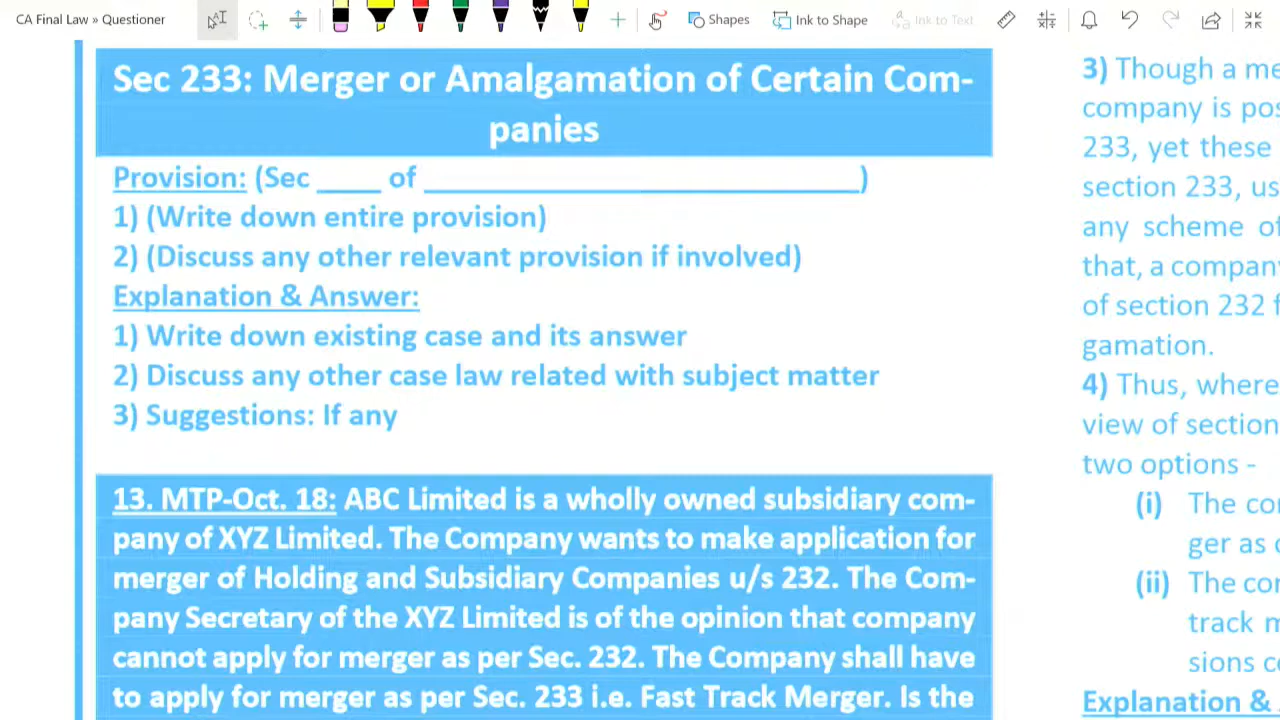 CA Final Law » Questioner
Shapes
Ink to Shape
Ink to Text
Sec 233: Merger or Amalgamation of Certain Com-
panies
Provision: (Sec ____ of ____________________________)
1) (Write down entire provision)
2) (Discuss any other relevant provision if involved)
Explanation & Answer:
1) Write down existing case and its answer
2) Discuss any other case law related with subject matter
3) Suggestions: If any
13. MTP-Oct. 18: ABC Limited is a wholly owned subsidiary com-
pany of XYZ Limited. The Company wants to make application for
merger of Holding and Subsidiary Companies u/s 232. The Com-
pany Secretary of the XYZ Limited is of the opinion that company
cannot apply for merger as per Sec. 232. The Company shall have
to apply for merger as per Sec. 233 i.e. Fast Track Merger. Is the
3) Though a me
company is pos
233, yet these
section 233, us
any scheme of
that, a company
of section 232 f
gamation.
4) Thus, where
view of section
two options -
(i) The co
ger as
(ii) The co
track m
sions c
Explanation &